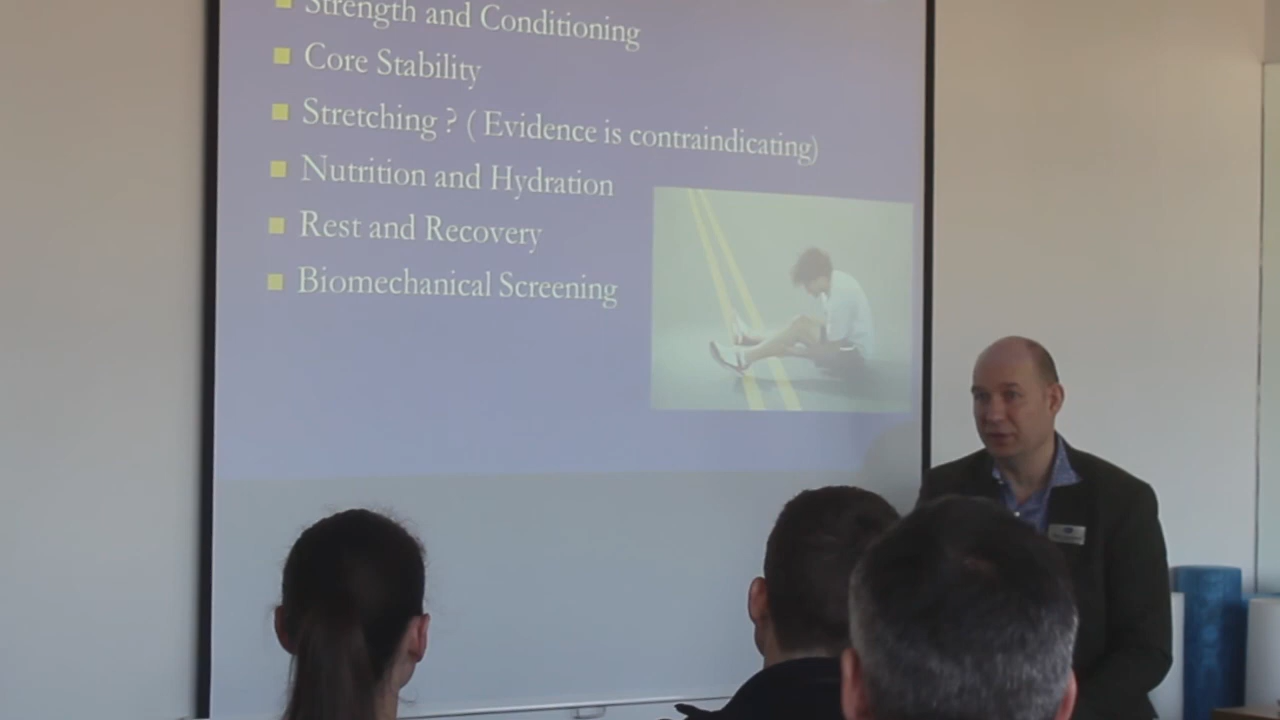 Strength and Conditioning
Core Stability
Stretching ? ( Evidence is contraindicating)
Nutrition and Hydration
Rest and Recovery
Biomechanical Screening